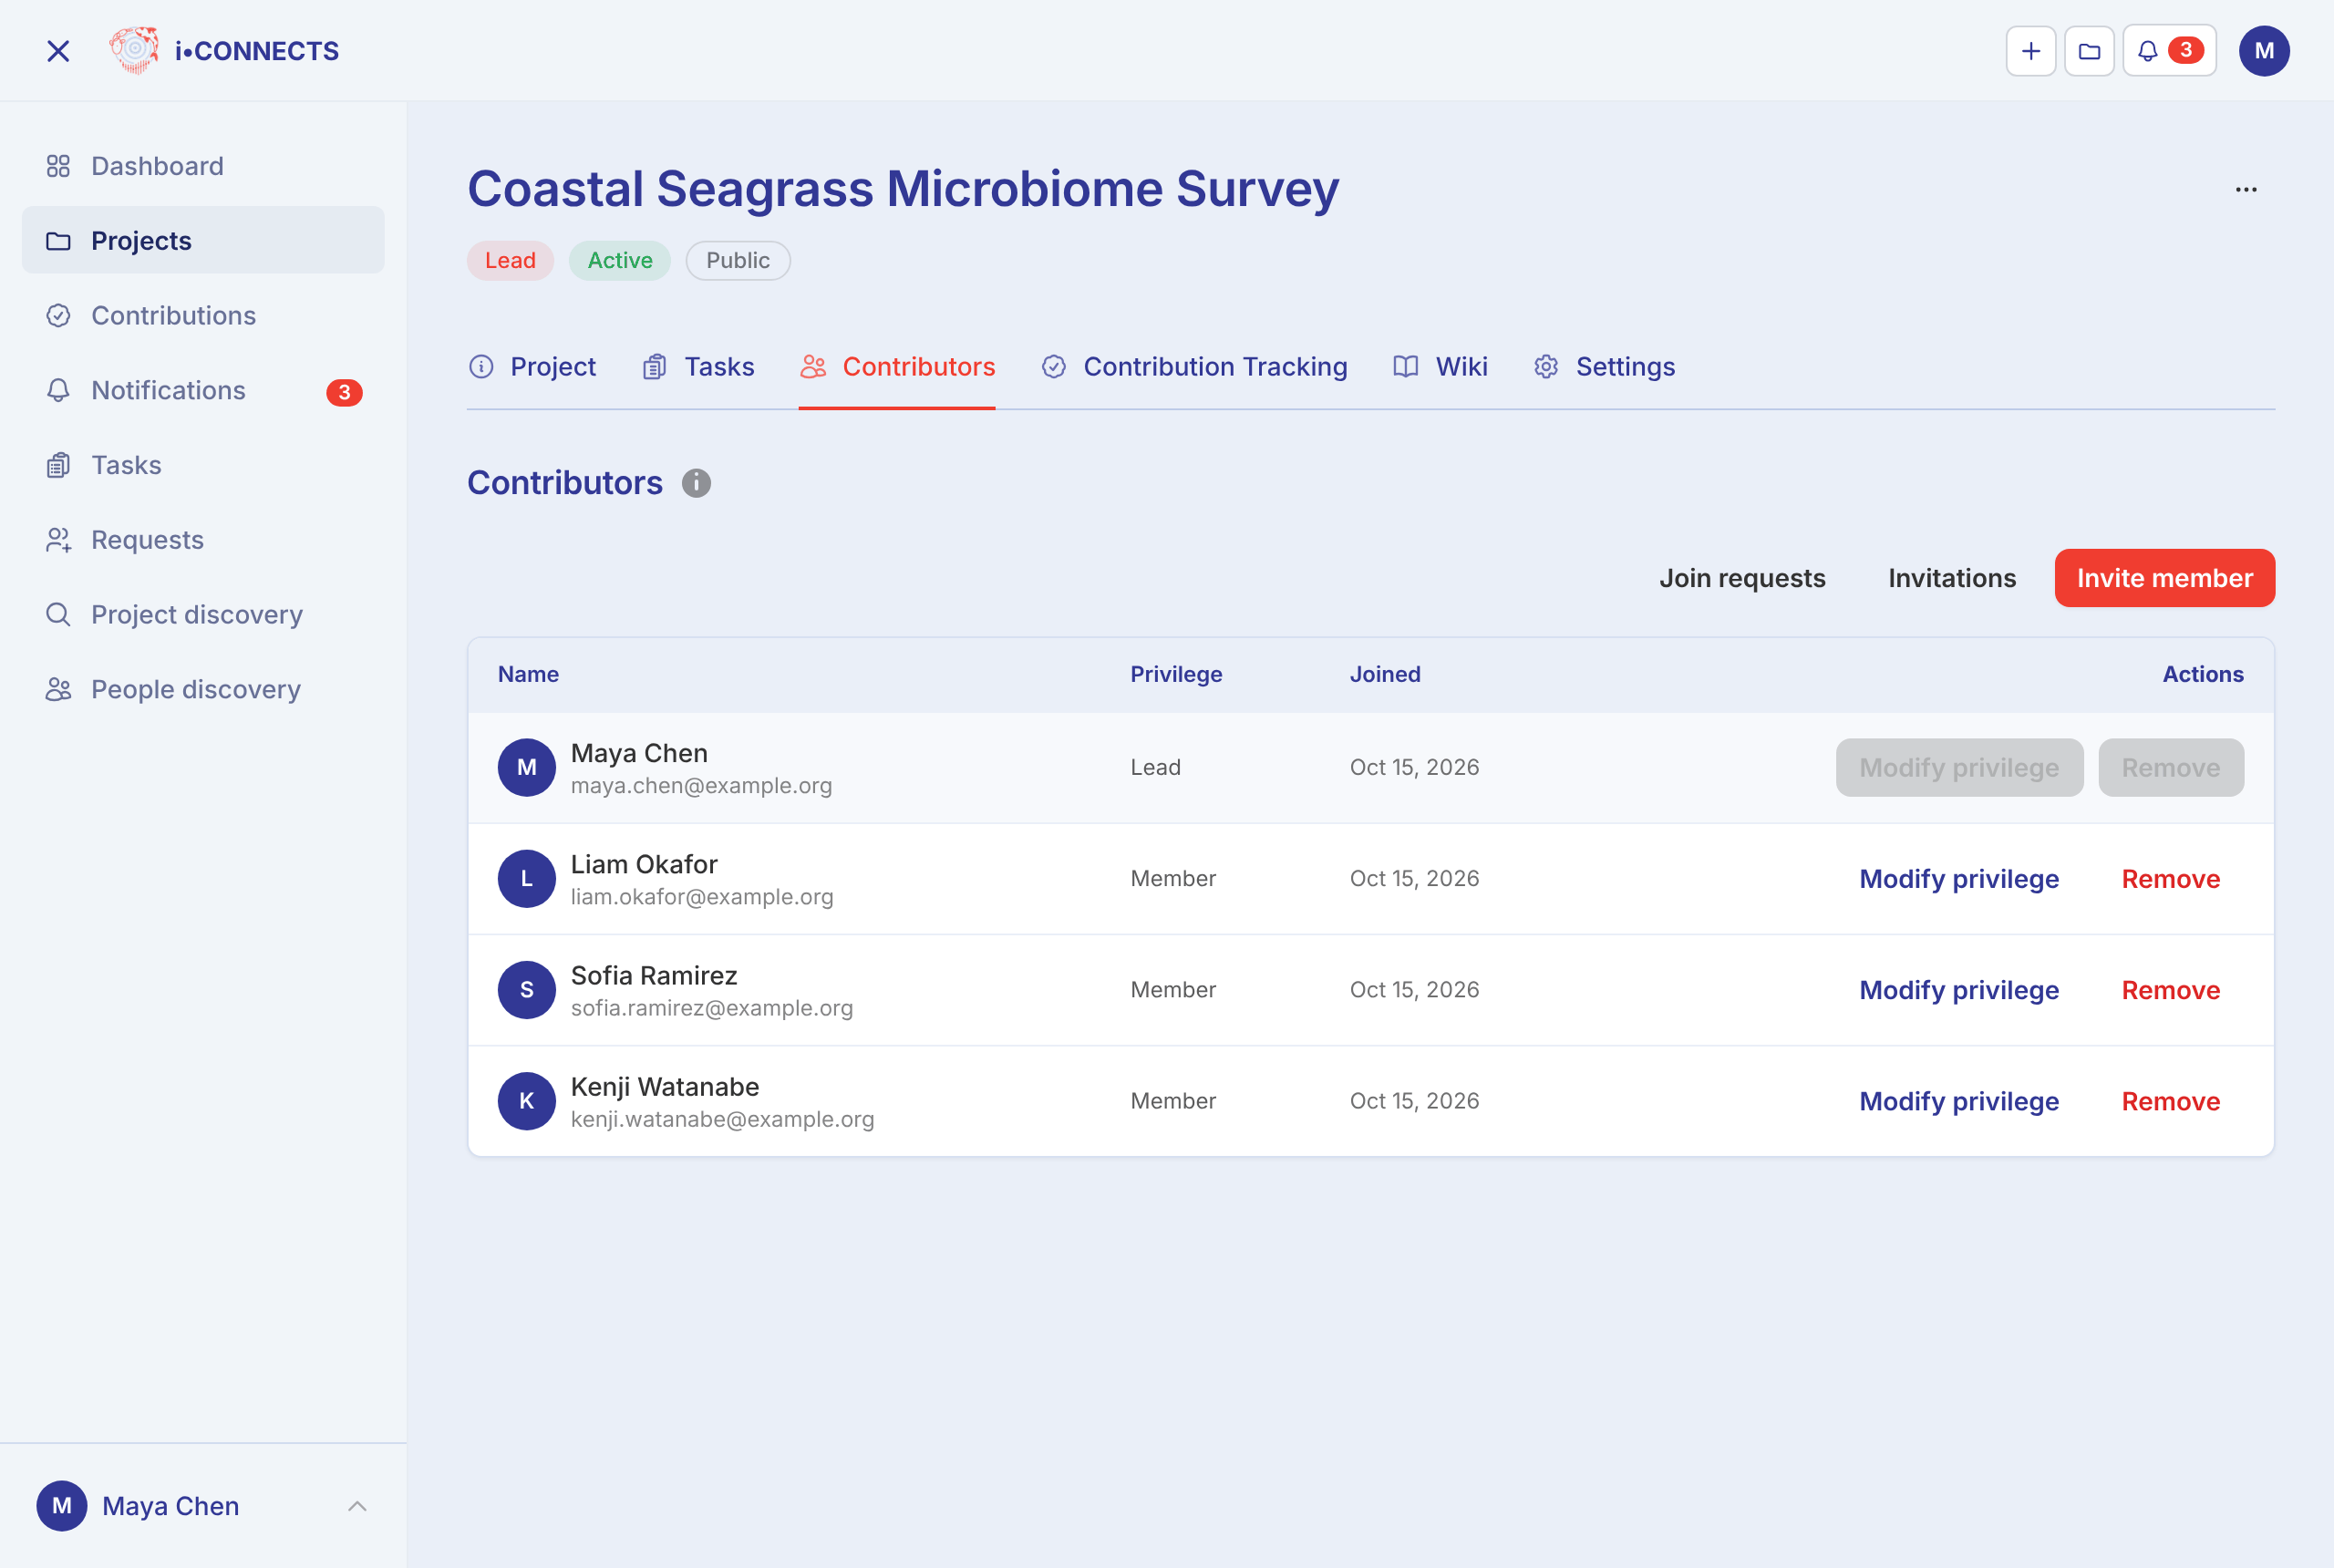 i•CONNECTS
3
M
Dashboard
Projects
Contributions
Notifications 3
Tasks
Requests
Project discovery
People discovery
Coastal Seagrass Microbiome Survey
Lead Active Public
Project Tasks Contributors Contribution Tracking Wiki Settings
Contributors
Join requests Invitations Invite member
Name Privilege Joined Actions
M Maya Chen Lead Oct 15, 2026 Modify privilege Remove
maya.chen@example.org
L Liam Okafor Member Oct 15, 2026 Modify privilege Remove
liam.okafor@example.org
S Sofia Ramirez Member Oct 15, 2026 Modify privilege Remove
sofia.ramirez@example.org
K Kenji Watanabe Member Oct 15, 2026 Modify privilege Remove
kenji.watanabe@example.org
M Maya Chen